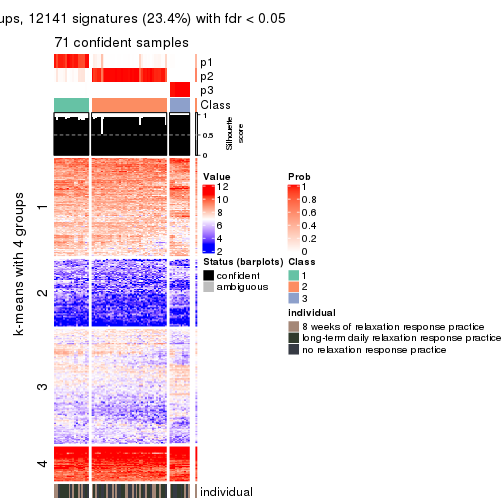 ups, 12141 signatures (23.4%) with fdr < 0.05
71 confident samples
p1
p2
p3
Class
1
0.5
0
Silhouette
score
k-means with 4 groups
1
2
3
4
individual
Value
12
10
8
6
4
2
Prob
1
0.8
0.6
0.4
0.2
0
Status (barplots)
confident
ambiguous
Class
1
2
3
individual
8 weeks of relaxation response practice
long-term daily relaxation response practice
no relaxation response practice